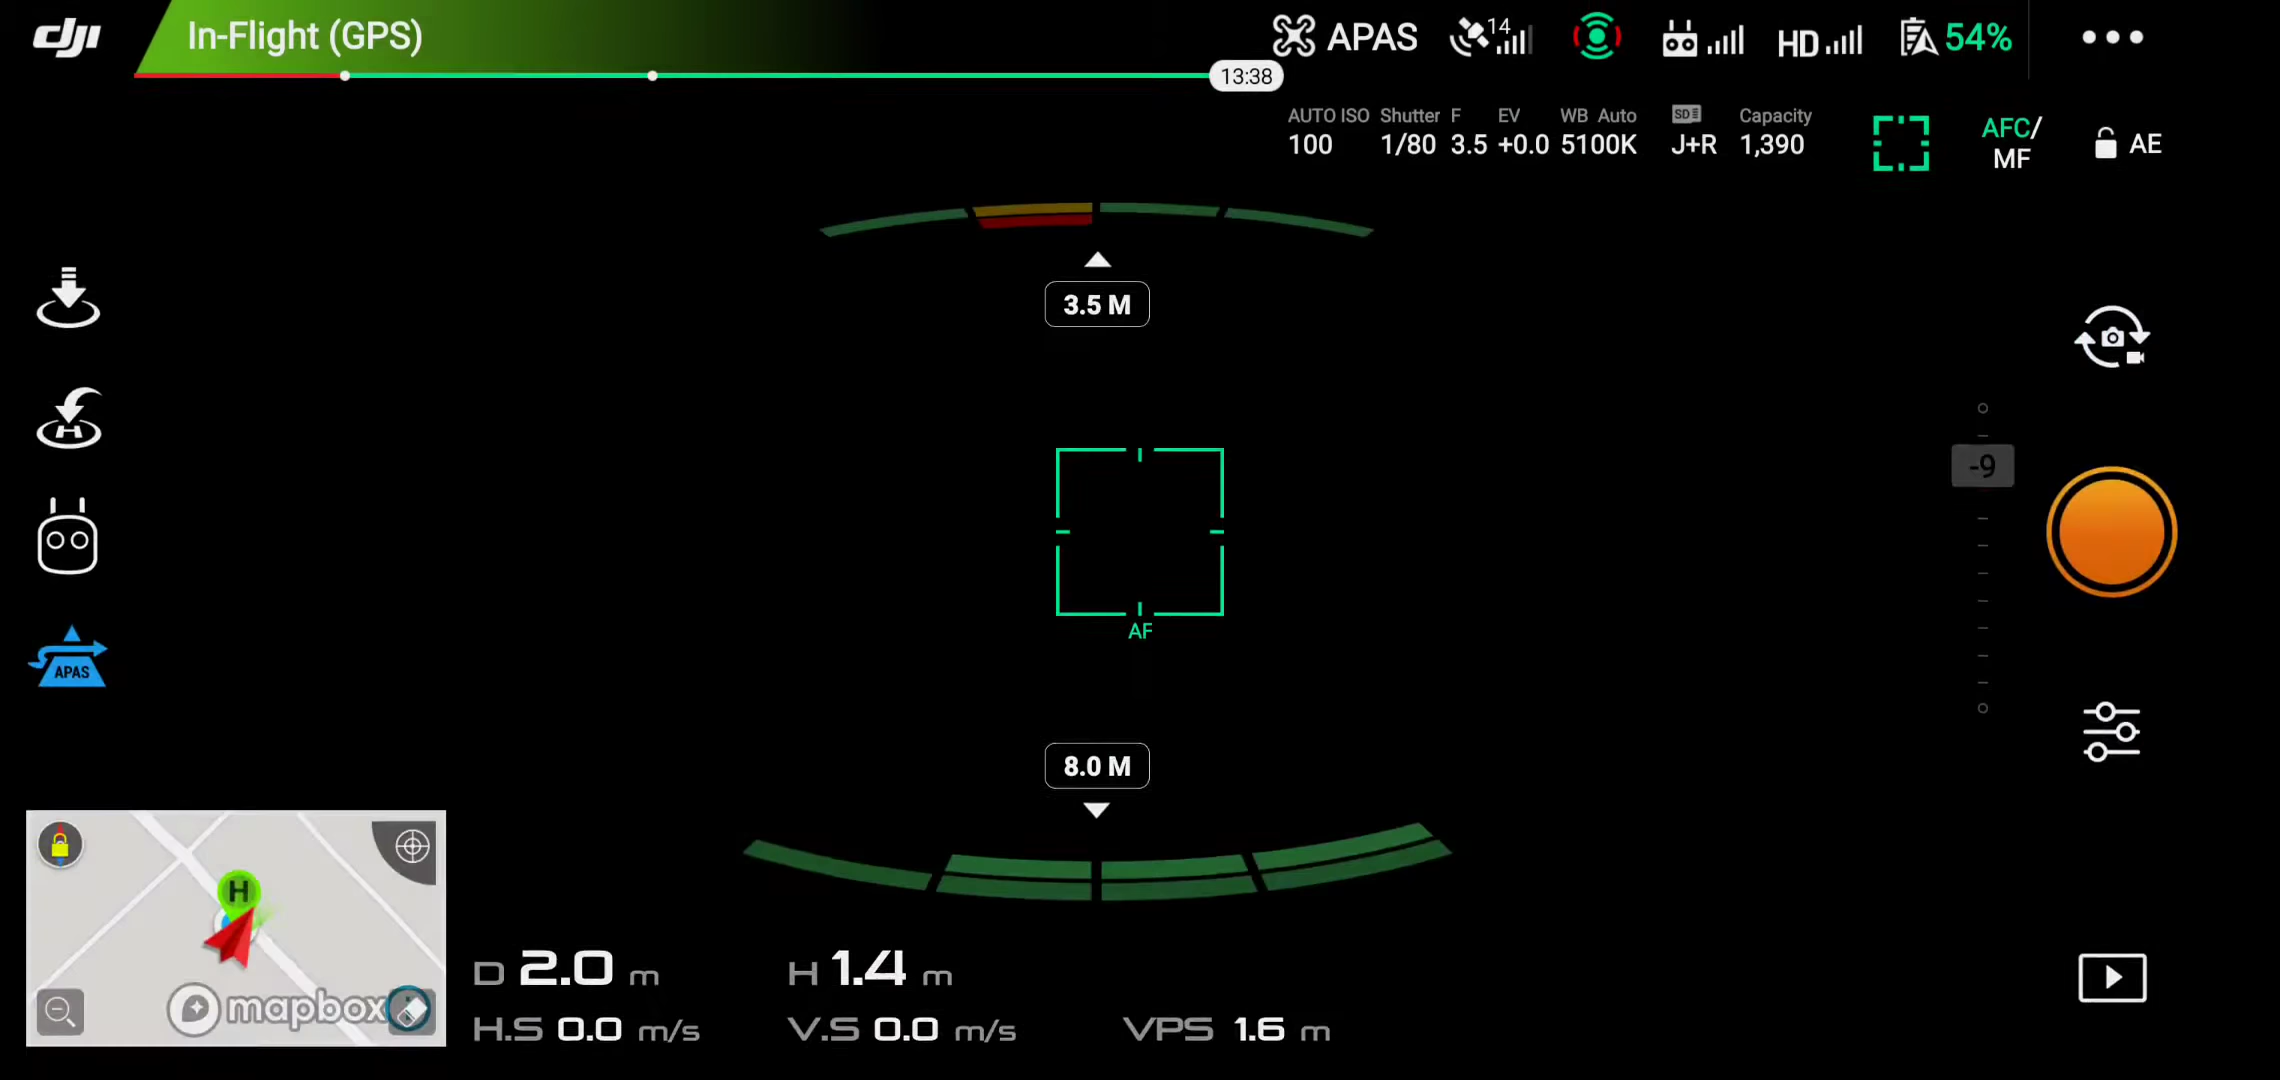 dji In-Flight (GPS) APAS 14 HD 54%
13:38
AUTO ISO Shutter F EV WB Auto SD Capacity
100 1/80 3.5 +0.0 5100K J+R 1,390
AFC/
MF
AE
3.5 M
-9
AF
APAS
8.0 M
H
mapbox
D 2.0 m H 1.4 m
H.S 0.0 m/s V.S 0.0 m/s VPS 1.6 m